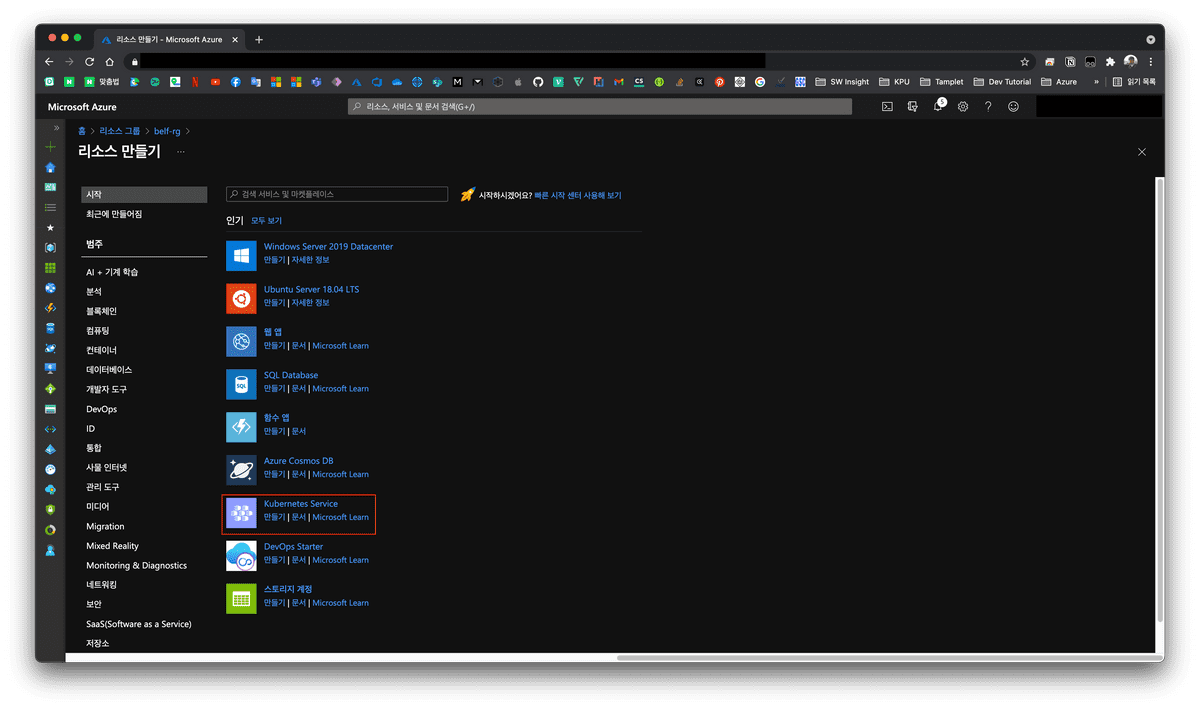 리소스 만들기 - Microsoft Azure
맞춤법
SW Insight
KPU
Tamplet
Dev Tutorial
Azure
»
읽기 목록
Microsoft Azure
리소스, 서비스 및 문서 검색(G+/)
5
홈 > 리소스 그룹 > belf-rg >
리소스 만들기 ...
시작
최근에 만들어짐
범주
AI + 기계 학습
분석
블록체인
컴퓨팅
컨테이너
데이터베이스
개발자 도구
DevOps
ID
통합
사물 인터넷
관리 도구
미디어
Migration
Mixed Reality
Monitoring & Diagnostics
네트워킹
보안
SaaS(Software as a Service)
저장소
검색 서비스 및 마켓플레이스
시작하시겠어요? 빠른 시작 센터 사용해 보기
인기 모두 보기
Windows Server 2019 Datacenter
만들기 | 자세한 정보
Ubuntu Server 18.04 LTS
만들기 | 자세한 정보
웹 앱
만들기 | 문서 | Microsoft Learn
SQL
SQL Database
만들기 | 문서 | Microsoft Learn
함수 앱
만들기 | 문서
Azure Cosmos DB
만들기 | 문서 | Microsoft Learn
Kubernetes Service
만들기 | 문서 | Microsoft Learn
DevOps Starter
만들기 | 문서 | Microsoft Learn
스토리지 계정
만들기 | 문서 | Microsoft Learn